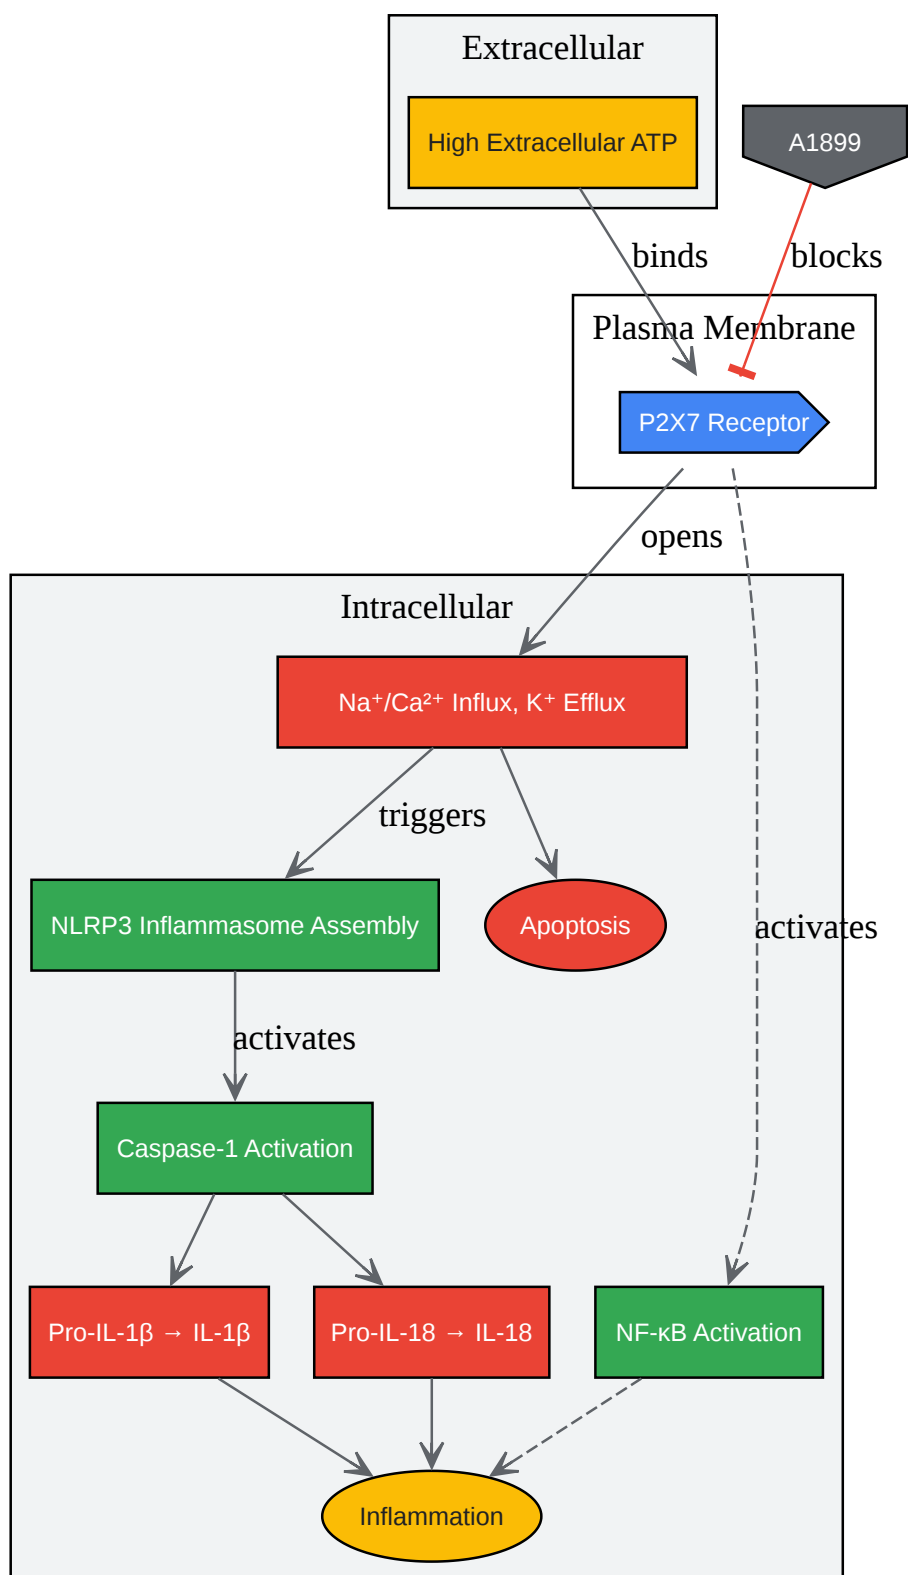 Extracellular
High Extracellular ATP
A1899
binds
blocks
Plasma Membrane
P2X7 Receptor
opens
Intracellular
Na⁺/Ca²⁺ Influx, K⁺ Efflux
triggers
NLRP3 Inflammasome Assembly
Apoptosis
activates
activates
Caspase-1 Activation
Pro-IL-1β → IL-1β
Pro-IL-18 → IL-18
NF-κB Activation
Inflammation